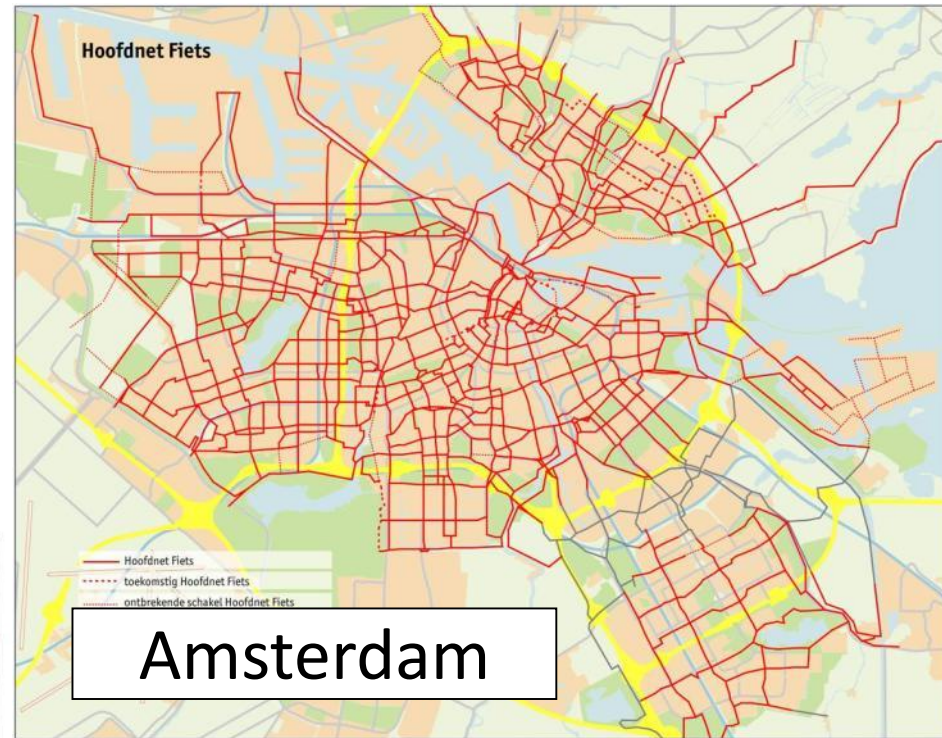 Hoofdnet Fiets
Hoofdnet Fiets
toekomstig Hoofdnet Fiets
ontbrekende schakel Hoofdnet Fiets
Amsterdam